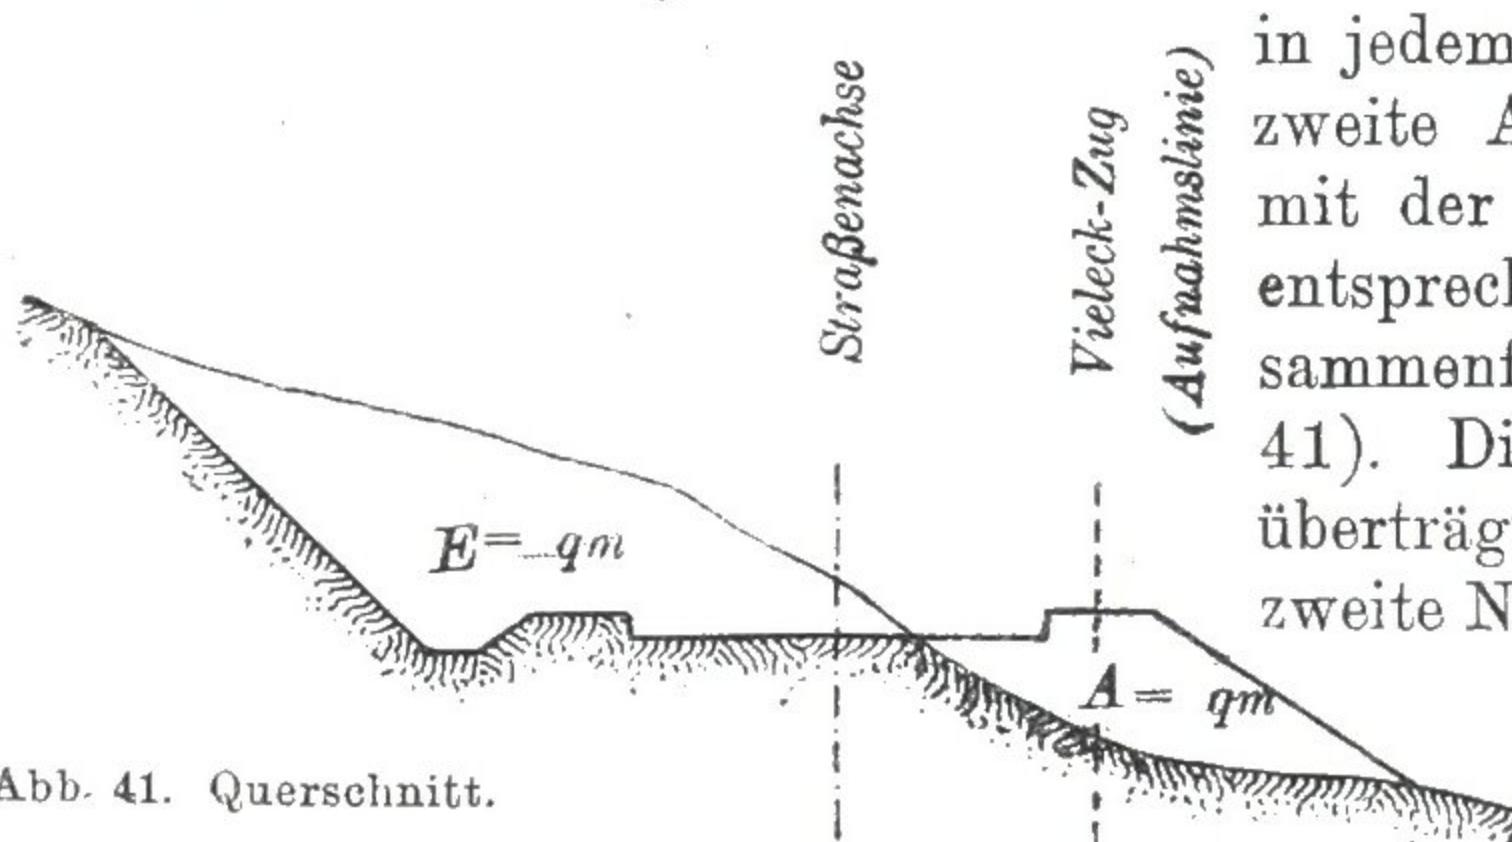 Straßenachse
Vieleck-Zug
(Aufnahmslinie)
E= qm
A= qm
Abb. 41. Querschnitt.
in jedem
zweite A
mit der
entsprech
sammenf
41). Di
überträg
zweite N